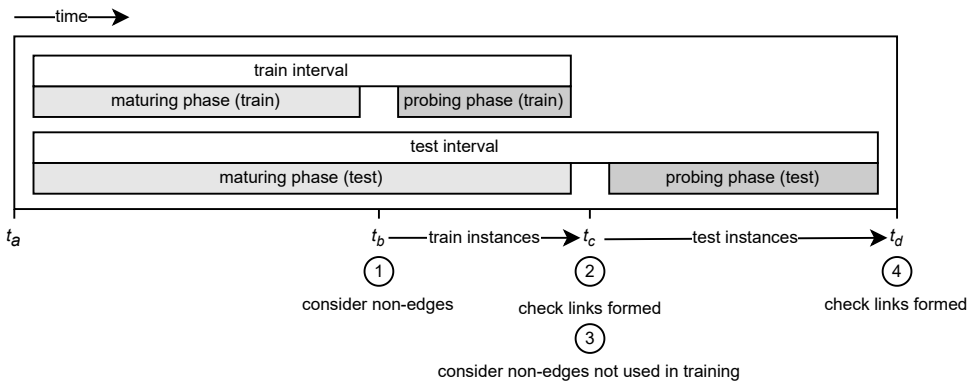 time
train interval
maturing phase (train)
probing phase (train)
test interval
maturing phase (test)
probing phase (test)
ta
tb train instances tc test instances td
1 2 4
consider non-edges check links formed check links formed
3
consider non-edges not used in training